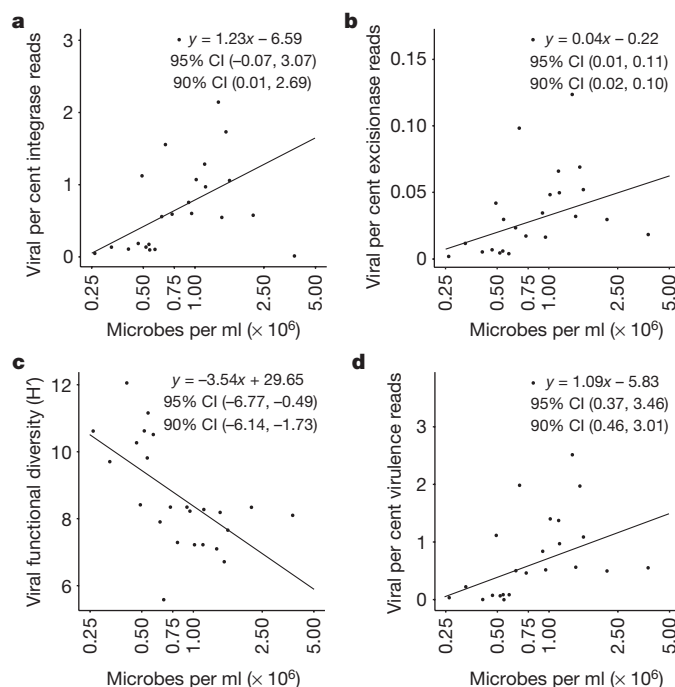 a
y = 1.23x – 6.59
95% CI (–0.07, 3.07)
90% CI (0.01, 2.69)
Viral per cent integrase reads
3
2
1
0
0.25
0.50
0.75
1.00
2.50
5.00
Microbes per ml (× 10⁶)
b
y = 0.04x – 0.22
95% CI (0.01, 0.11)
90% CI (0.02, 0.10)
Viral per cent excisionase reads
0.15
0.10
0.05
0
0.25
0.50
0.75
1.00
2.50
5.00
Microbes per ml (× 10⁶)
c
y = –3.54x + 29.65
95% CI (–6.77, –0.49)
90% CI (–6.14, –1.73)
Viral functional diversity (H′)
12
10
8
6
0.25
0.50
0.75
1.00
2.50
5.00
Microbes per ml (× 10⁶)
d
y = 1.09x – 5.83
95% CI (0.37, 3.46)
90% CI (0.46, 3.01)
Viral per cent virulence reads
3
2
1
0
0.25
0.50
0.75
1.00
2.50
5.00
Microbes per ml (× 10⁶)